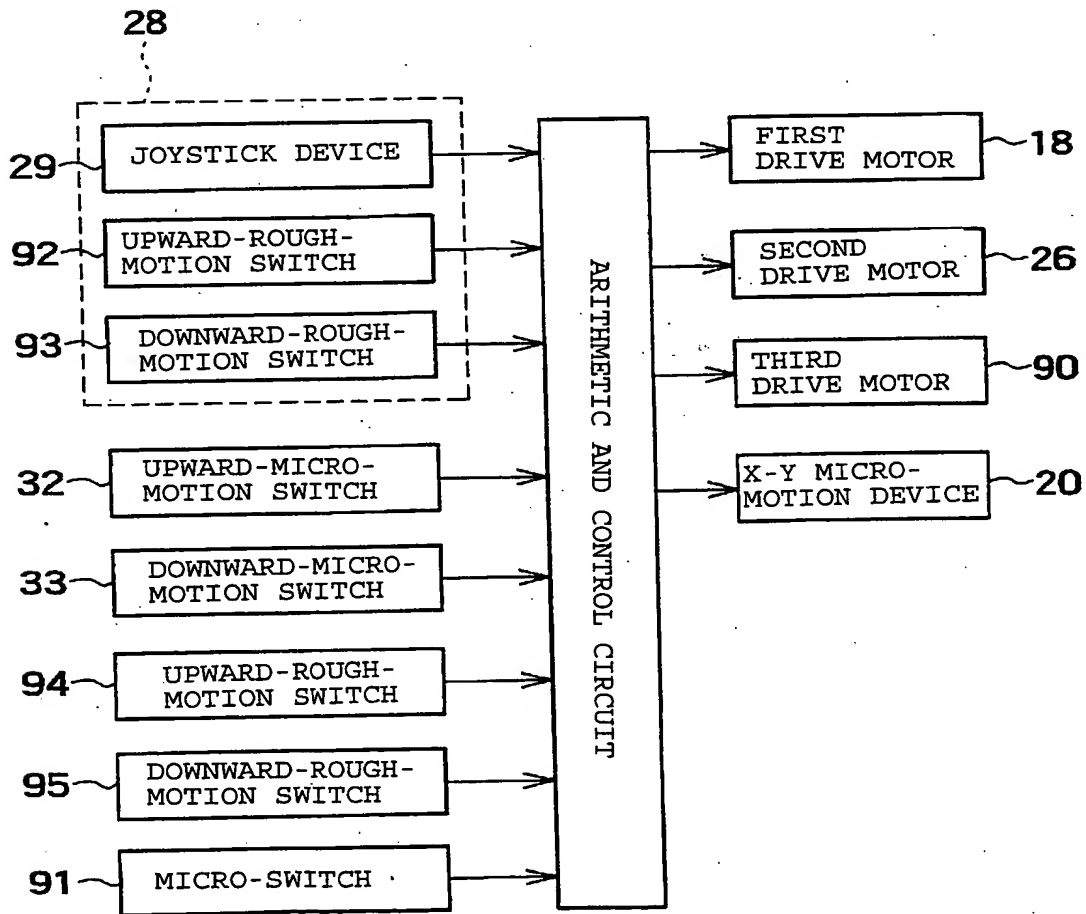 28
29
JOYSTICK DEVICE
92
UPWARD-ROUGH-
MOTION SWITCH
93
DOWNWARD-ROUGH-
MOTION SWITCH
32
UPWARD-MICRO-
MOTION SWITCH
33
DOWNWARD-MICRO-
MOTION SWITCH
94
UPWARD-ROUGH-
MOTION SWITCH
95
DOWNWARD-ROUGH-
MOTION SWITCH
91
MICRO-SWITCH
ARITHMETIC AND CONTROL CIRCUIT
FIRST
DRIVE MOTOR
18
SECOND
DRIVE MOTOR
26
THIRD
DRIVE MOTOR
90
X-Y MICRO-
MOTION DEVICE
20